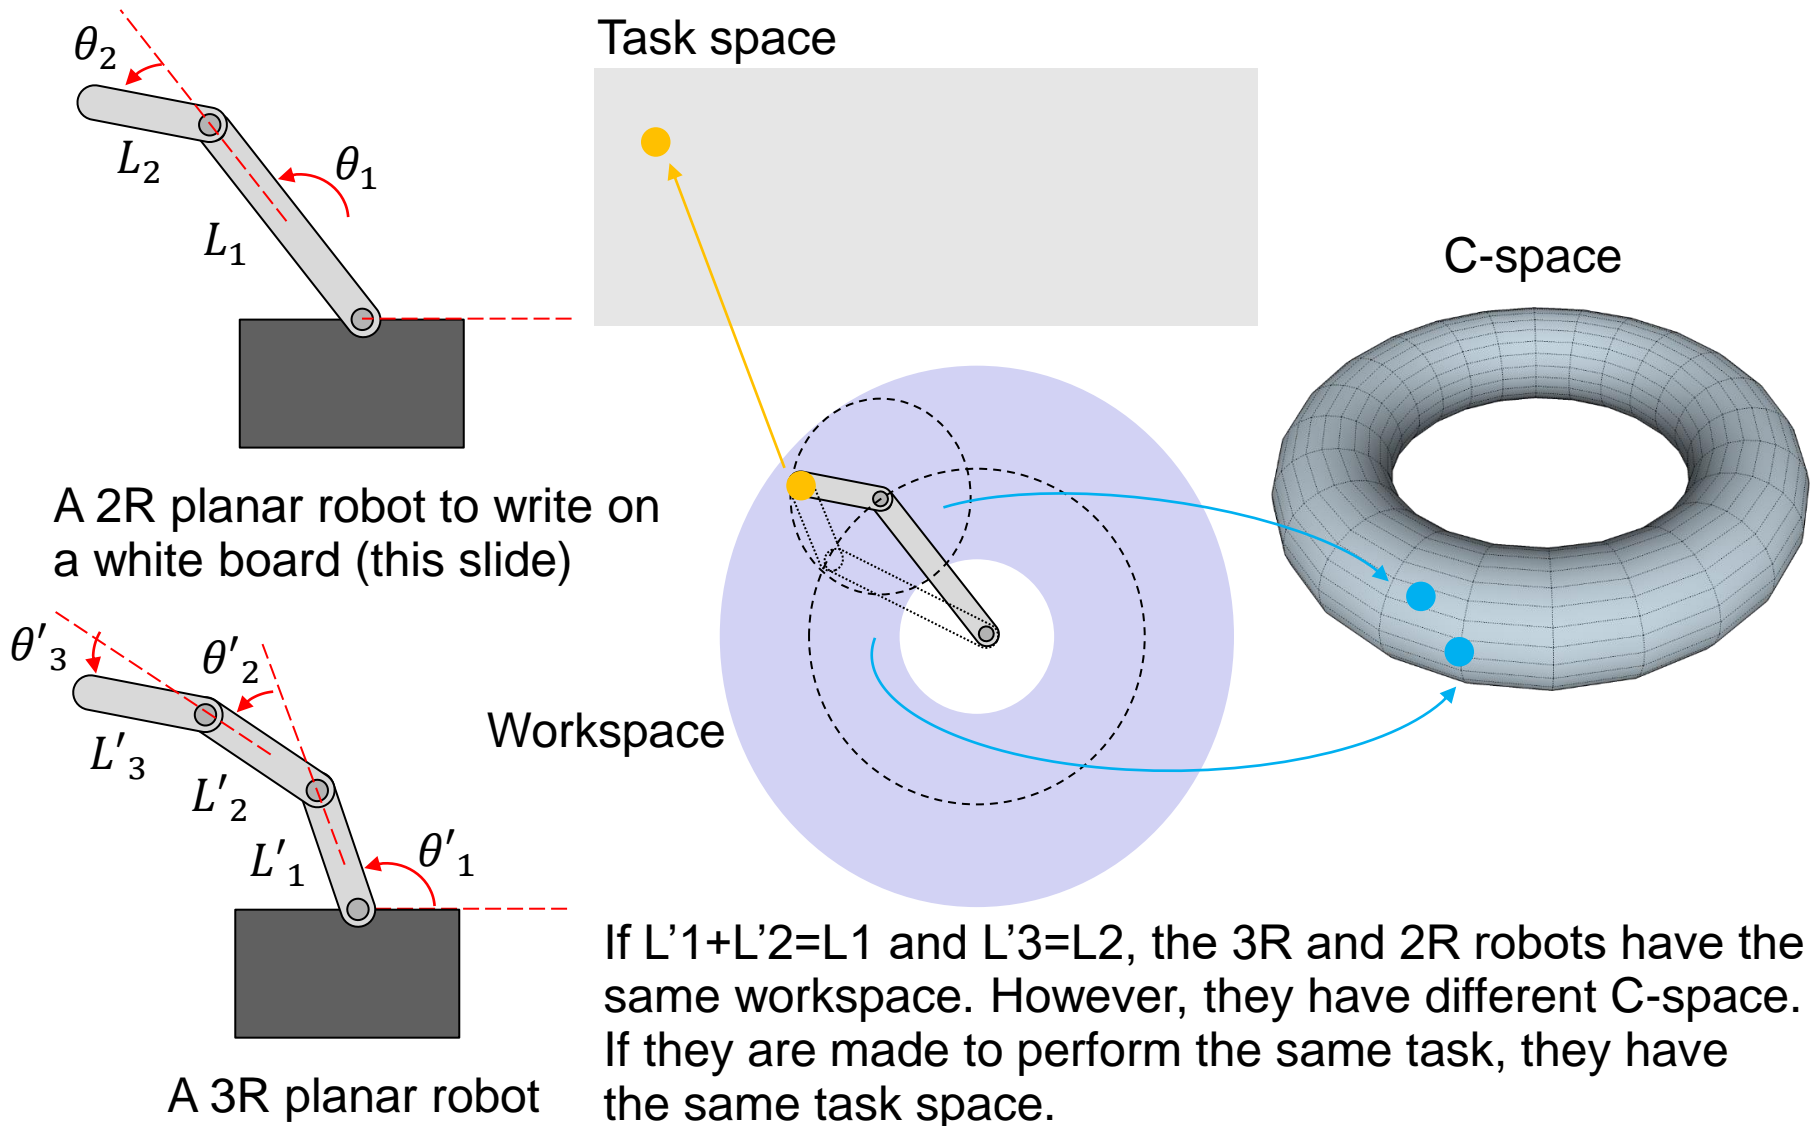 Task space
θ₂
L₂
θ₁
L₁
C-space
A 2R planar robot to write on
a white board (this slide)
θ'₃
θ'₂
L'₃
L'₂
L'₁
θ'₁
Workspace
A 3R planar robot
If L’1+L’2=L1 and L’3=L2, the 3R and 2R robots have the
same workspace. However, they have different C-space.
If they are made to perform the same task, they have
the same task space.